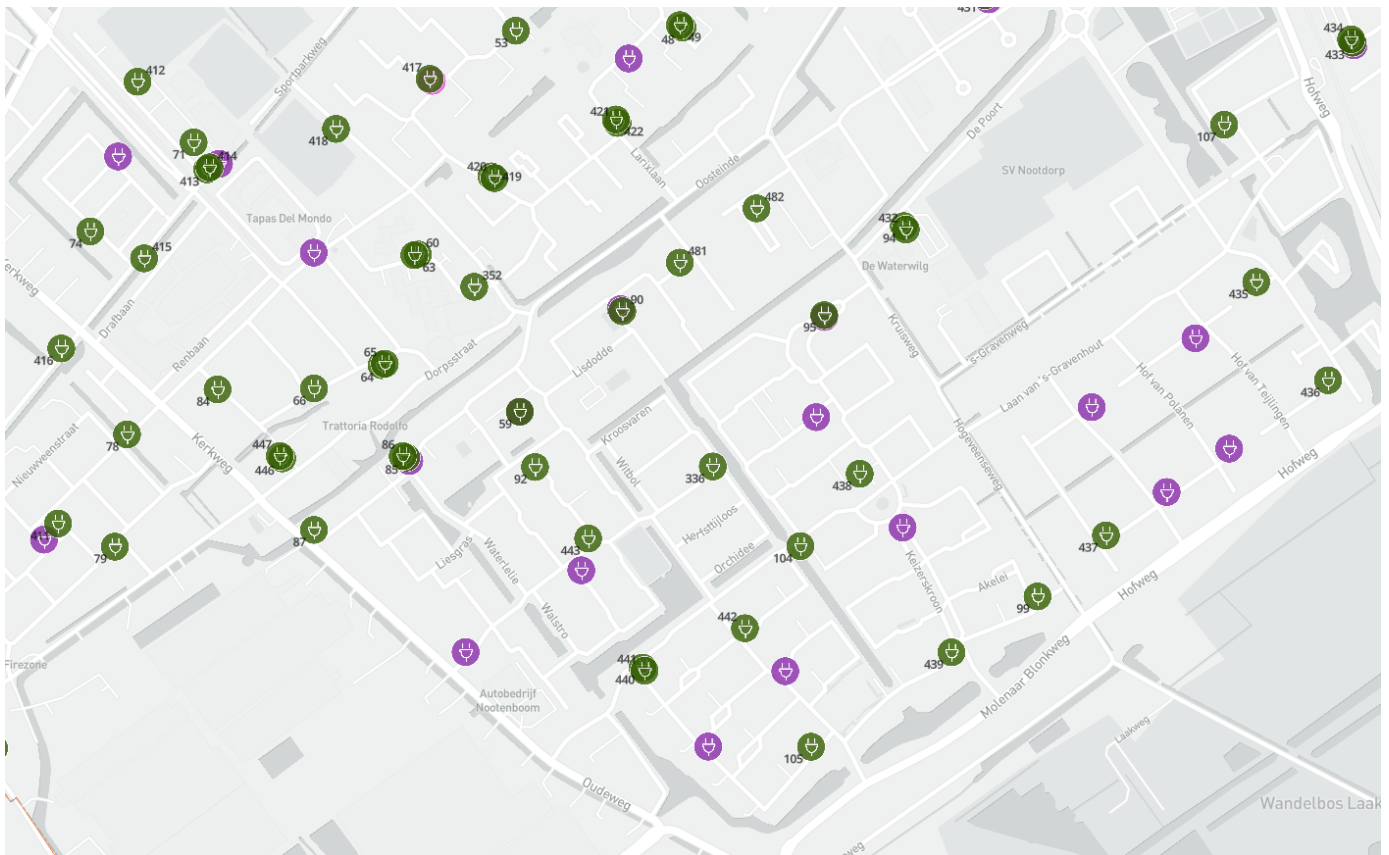 431
434
433
53
48
49
412
417
Sportparkweg
Hofweg
421
422
De Poort
107
418
71
414
413
Larixlaan
Oosteinde
SV Nootdorp
420
419
482
Tapas Del Mondo
432
94
74
415
60
63
481
De Waterwilg
Kerkweg
352
435
Drafbaan
90
95
Kruisweg
's-Gravenweg
416
Renbaan
65
64
Dorpsstraat
Lisdodde
Laan van 's-Gravenhout
Hof van Teijlingen
Hof van Polanen
84
66
436
59
Trattoria Rodelfo
Kroosvaren
78
Kerkweg
Nieuwveenstraat
447
446
86
85
92
Witbol
336
438
Hogeveenseweg
Hofweg
Herfsttijloos
79
87
Liesgras
Waterlelie
443
Orchidee
104
Keizerskroon
437
Akelei
Hofweg
99
Walstro
442
Firezone
441
440
439
Molenaar Blonkweg
Autobedrijf
Nootenboom
105
Laakweg
Oudeweg
Wandelbos Laak